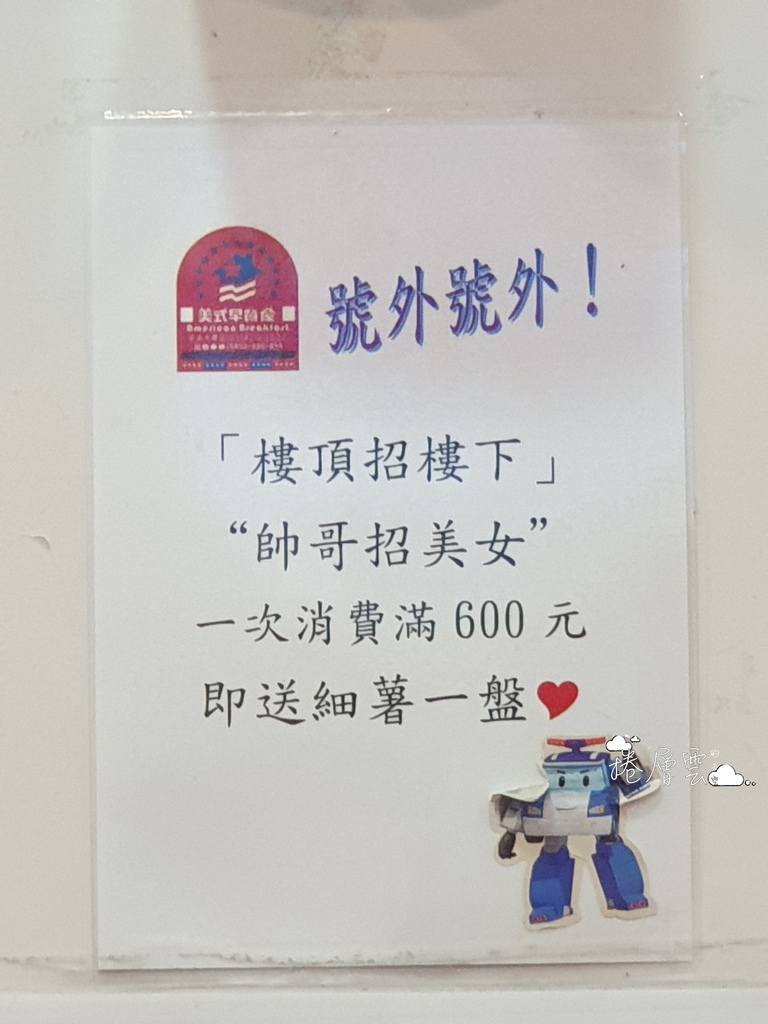 美式早餐
American Breakfast
號外號外！
「樓頂招樓下」
“帥哥招美女”
一次消費滿 600 元
即送細薯一盤
捲層雲